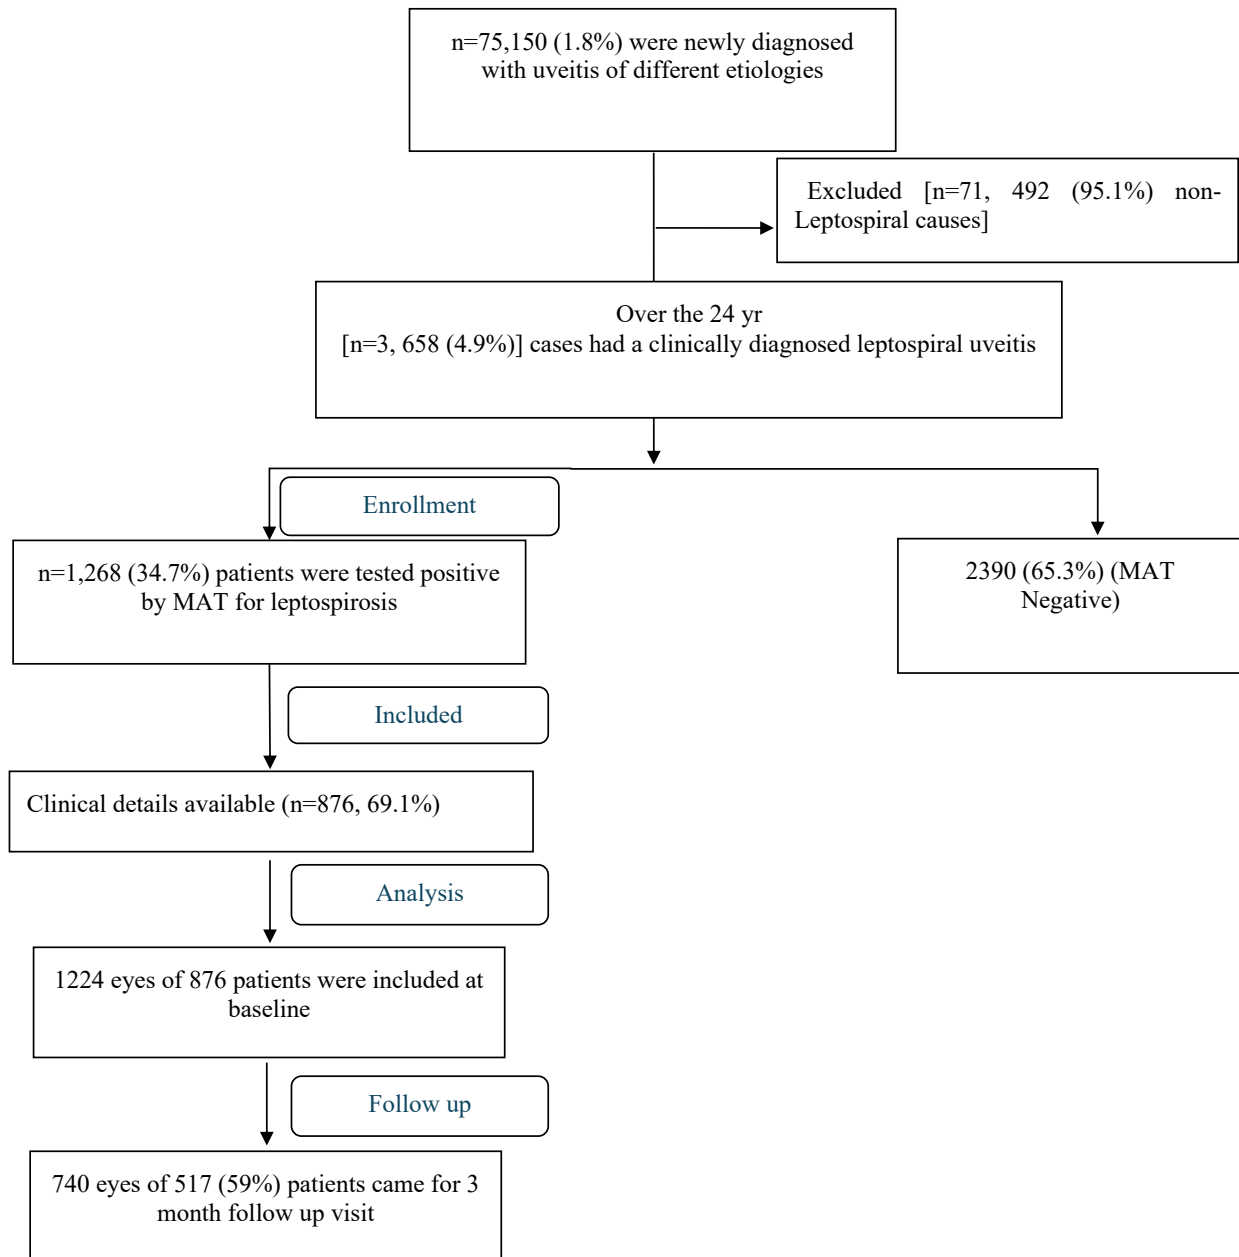 n=75,150 (1.8%) were newly diagnosed
with uveitis of different etiologies
Excluded [n=71, 492 (95.1%) non-
Leptospiral causes]
Over the 24 yr
[n=3, 658 (4.9%)] cases had a clinically diagnosed leptospiral uveitis
Enrollment
n=1,268 (34.7%) patients were tested positive
by MAT for leptospirosis
2390 (65.3%) (MAT
Negative)
Included
Clinical details available (n=876, 69.1%)
Analysis
1224 eyes of 876 patients were included at
baseline
Follow up
740 eyes of 517 (59%) patients came for 3
month follow up visit